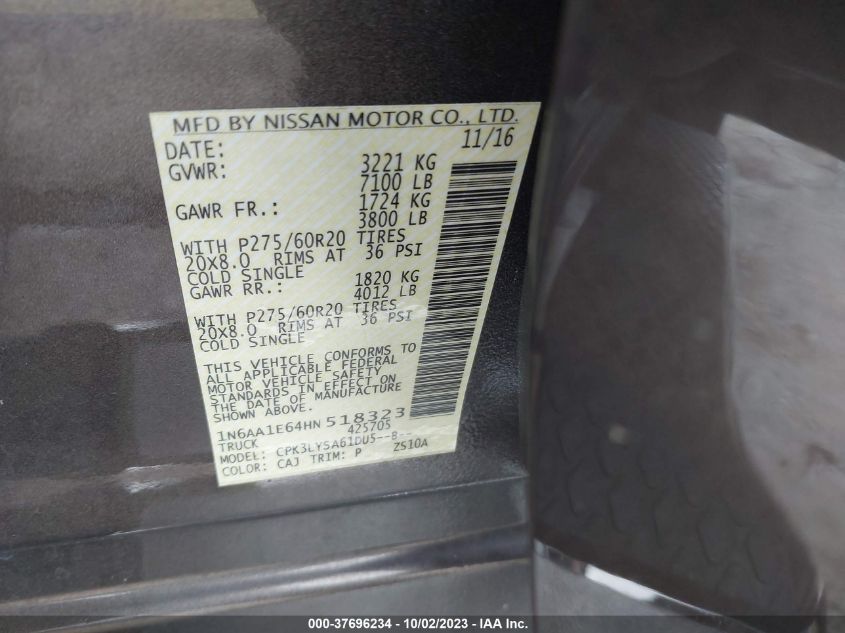 MFD BY NISSAN MOTOR CO., LTD.
DATE: 11/16
GVWR: 3221 KG
7100 LB
GAWR FR.: 1724 KG
3800 LB
WITH P275/60R20 TIRES
20X8.0 RIMS AT 36 PSI
COLD SINGLE
GAWR RR.: 1820 KG
4012 LB
WITH P275/60R20 TIRES
20X8.0 RIMS AT 36 PSI
COLD SINGLE
THIS VEHICLE CONFORMS TO
ALL APPLICABLE FEDERAL
MOTOR VEHICLE SAFETY
STANDARDS IN EFFECT ON
THE DATE OF MANUFACTURE
SHOWN ABOVE.
1N6AA1E64HN518323
TRUCK 425705
MODEL: CPK3LYSA61DU5--B--
COLOR: CAJ TRIM: P ZS10A
000-37696234 - 10/02/2023 - IAA Inc.